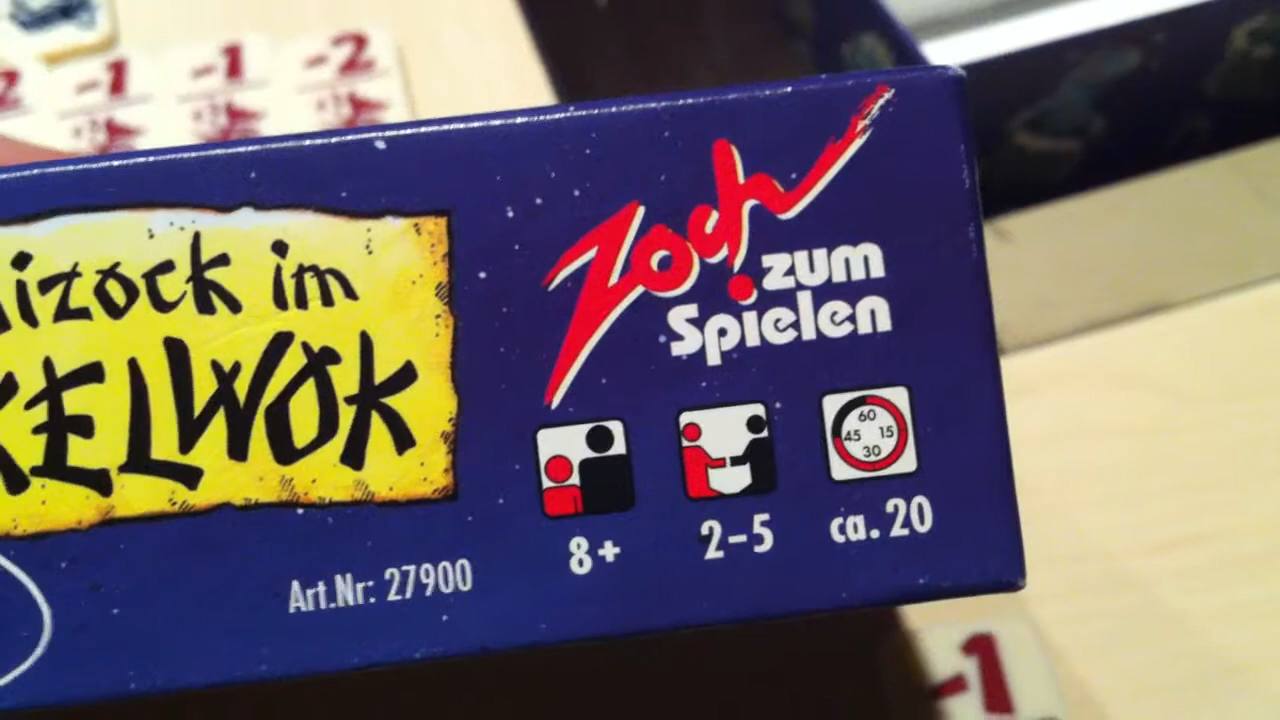 -1
-1
-2
izock im
KELWOK
Zoch
zum
Spielen
60
45 15
30
8+
2-5
ca. 20
Art.Nr: 27900
-1